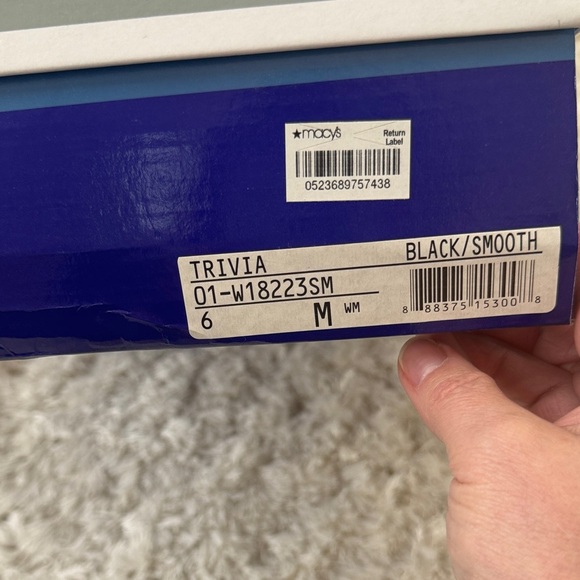 ★macy's
Return
Label
0523689757438
TRIVIA BLACK/SMOOTH
01-W18223SM
6 M WM
8 88375 15300 8